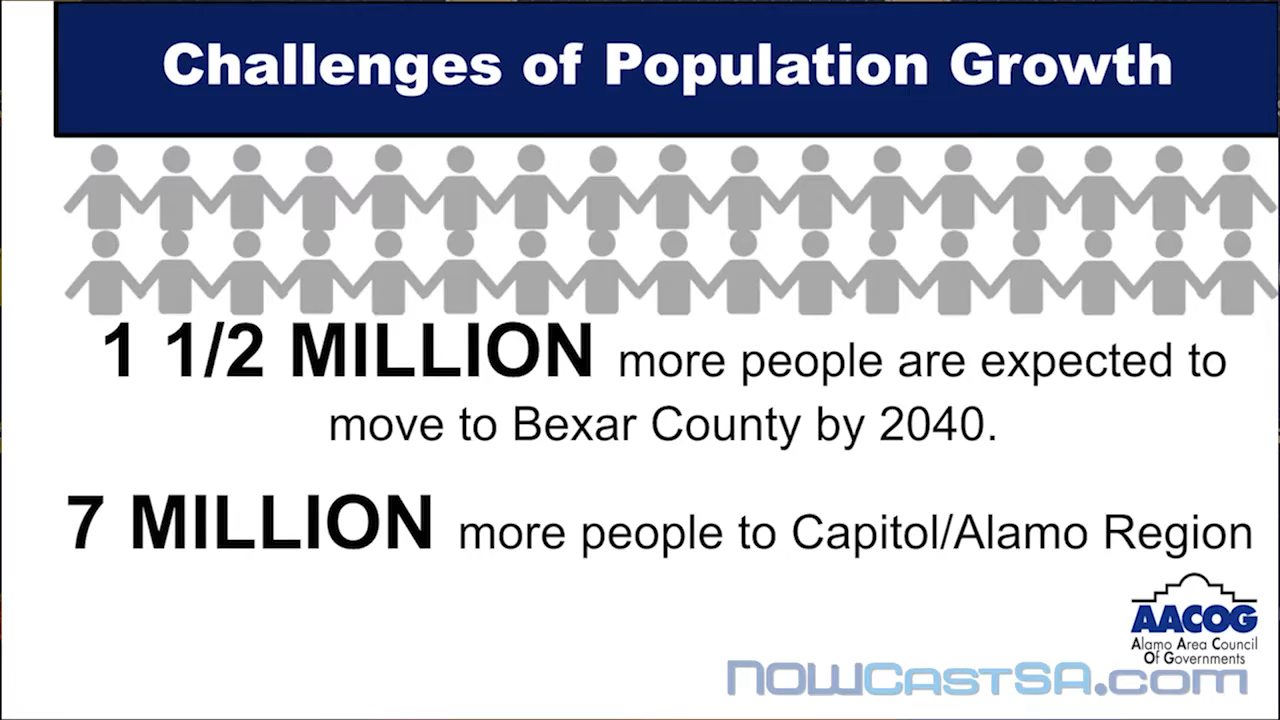 Challenges of Population Growth
1 1/2 MILLION more people are expected to
move to Bexar County by 2040.
7 MILLION more people to Capitol/Alamo Region
AACOG
Alamo Area Council
Of Governments
NOWCastSA.com